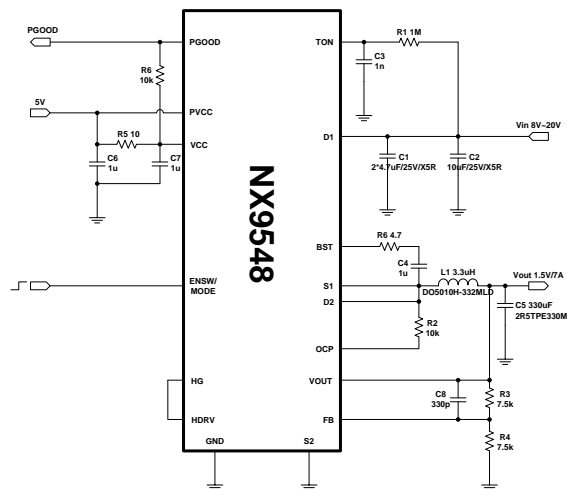 PGOOD
PGOOD
R6
10k
5V
PVCC
R5 10
VCC
C6
1u
C7
1u
ENSW/
MODE
HG
HDRV
GND
S2
NX9548
TON
R1 1M
C3
1n
D1
Vin 8V~20V
C1
2*4.7uF/25V/X5R
C2
10uF/25V/X5R
BST
R6 4.7
C4
1u
S1
L1 3.3uH
DO5010H-332MLD
Vout 1.5V/7A
D2
C5 330uF
2R5TPE330M
R2
10k
OCP
VOUT
C8
330p
R3
7.5k
FB
R4
7.5k